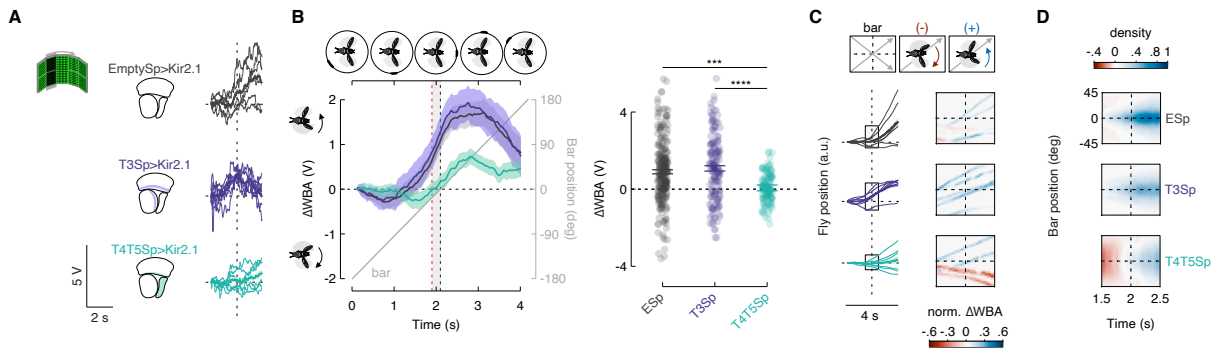 A
EmptySp>Kir2.1
T3Sp>Kir2.1
T4T5Sp>Kir2.1
5 V
2 s
B
2
1
0
-1
-2
ΔWBA (V)
180
90
0
-90
-180
Bar position (deg)
bar
0 1 2 3 4
Time (s)
***
****
4
0
-4
ΔWBA (V)
ESp
T3Sp
T4T5Sp
C
bar (-) (+)
Fly position (a.u.)
4 s
norm. ΔWBA
-.6 -.3 0 .3 .6
D
density
-.4 0 .4 .8 1
45
0
-45
ESp
T3Sp
T4T5Sp
Bar position (deg)
1.5 2 2.5
Time (s)